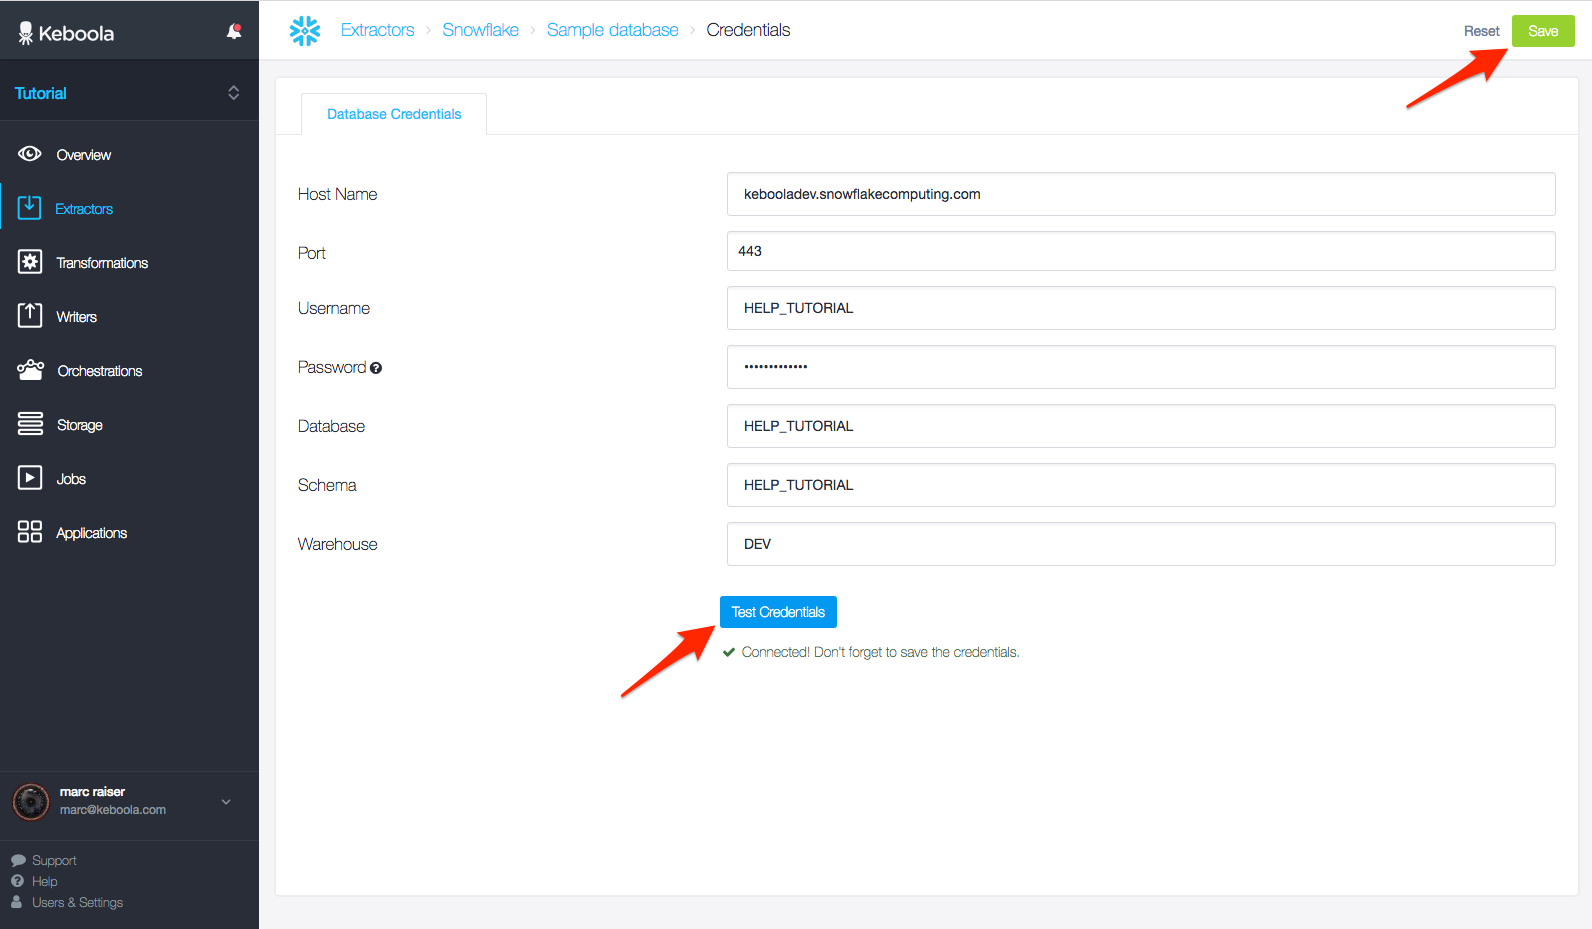 Keboola
Tutorial
Overview
Extractors
Transformations
Writers
Orchestrations
Storage
Jobs
Applications
marc raiser
marc@keboola.com
Support
Help
Users & Settings
Extractors › Snowflake › Sample database › Credentials
Reset
Save
Database Credentials
Host Name
kebooladev.snowflakecomputing.com
Port
443
Username
HELP_TUTORIAL
Password ?
•••••••••••••
Database
HELP_TUTORIAL
Schema
HELP_TUTORIAL
Warehouse
DEV
Test Credentials
✔ Connected! Don't forget to save the credentials.